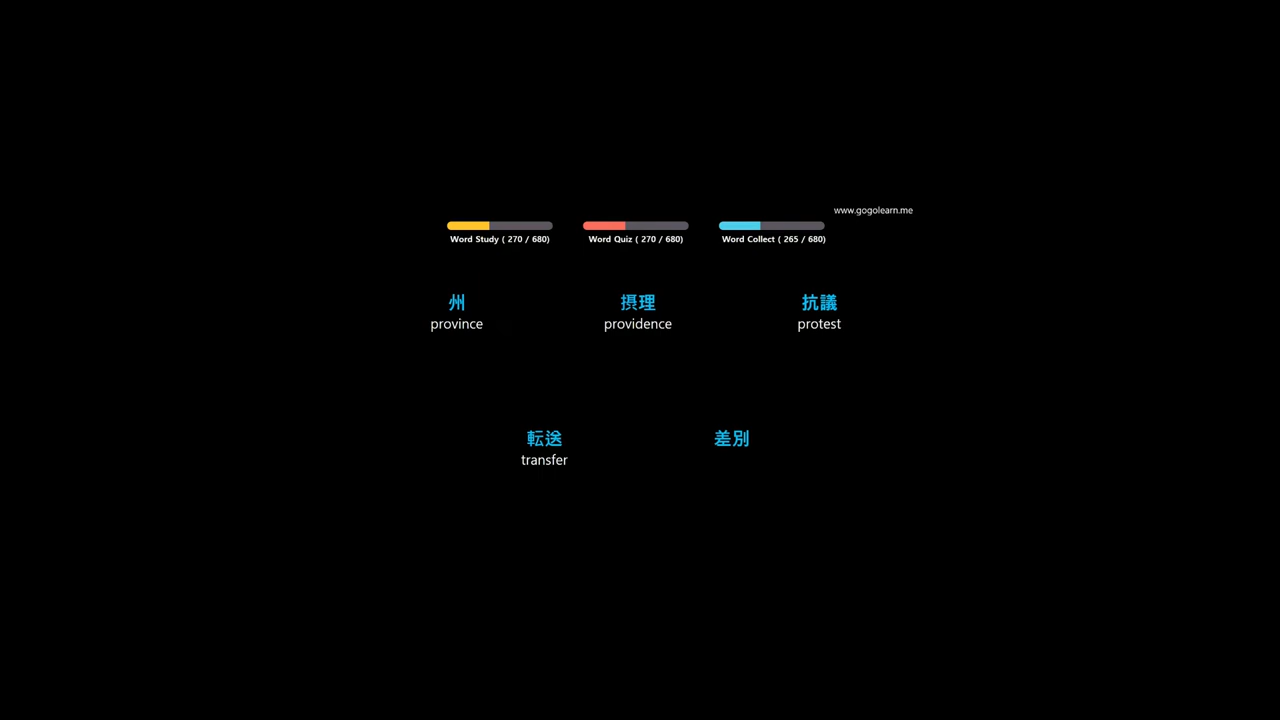 www.gogolearn.me
Word Study ( 270 / 680)
Word Quiz ( 270 / 680)
Word Collect ( 265 / 680)
州
province
摂理
providence
抗議
protest
転送
transfer
差別